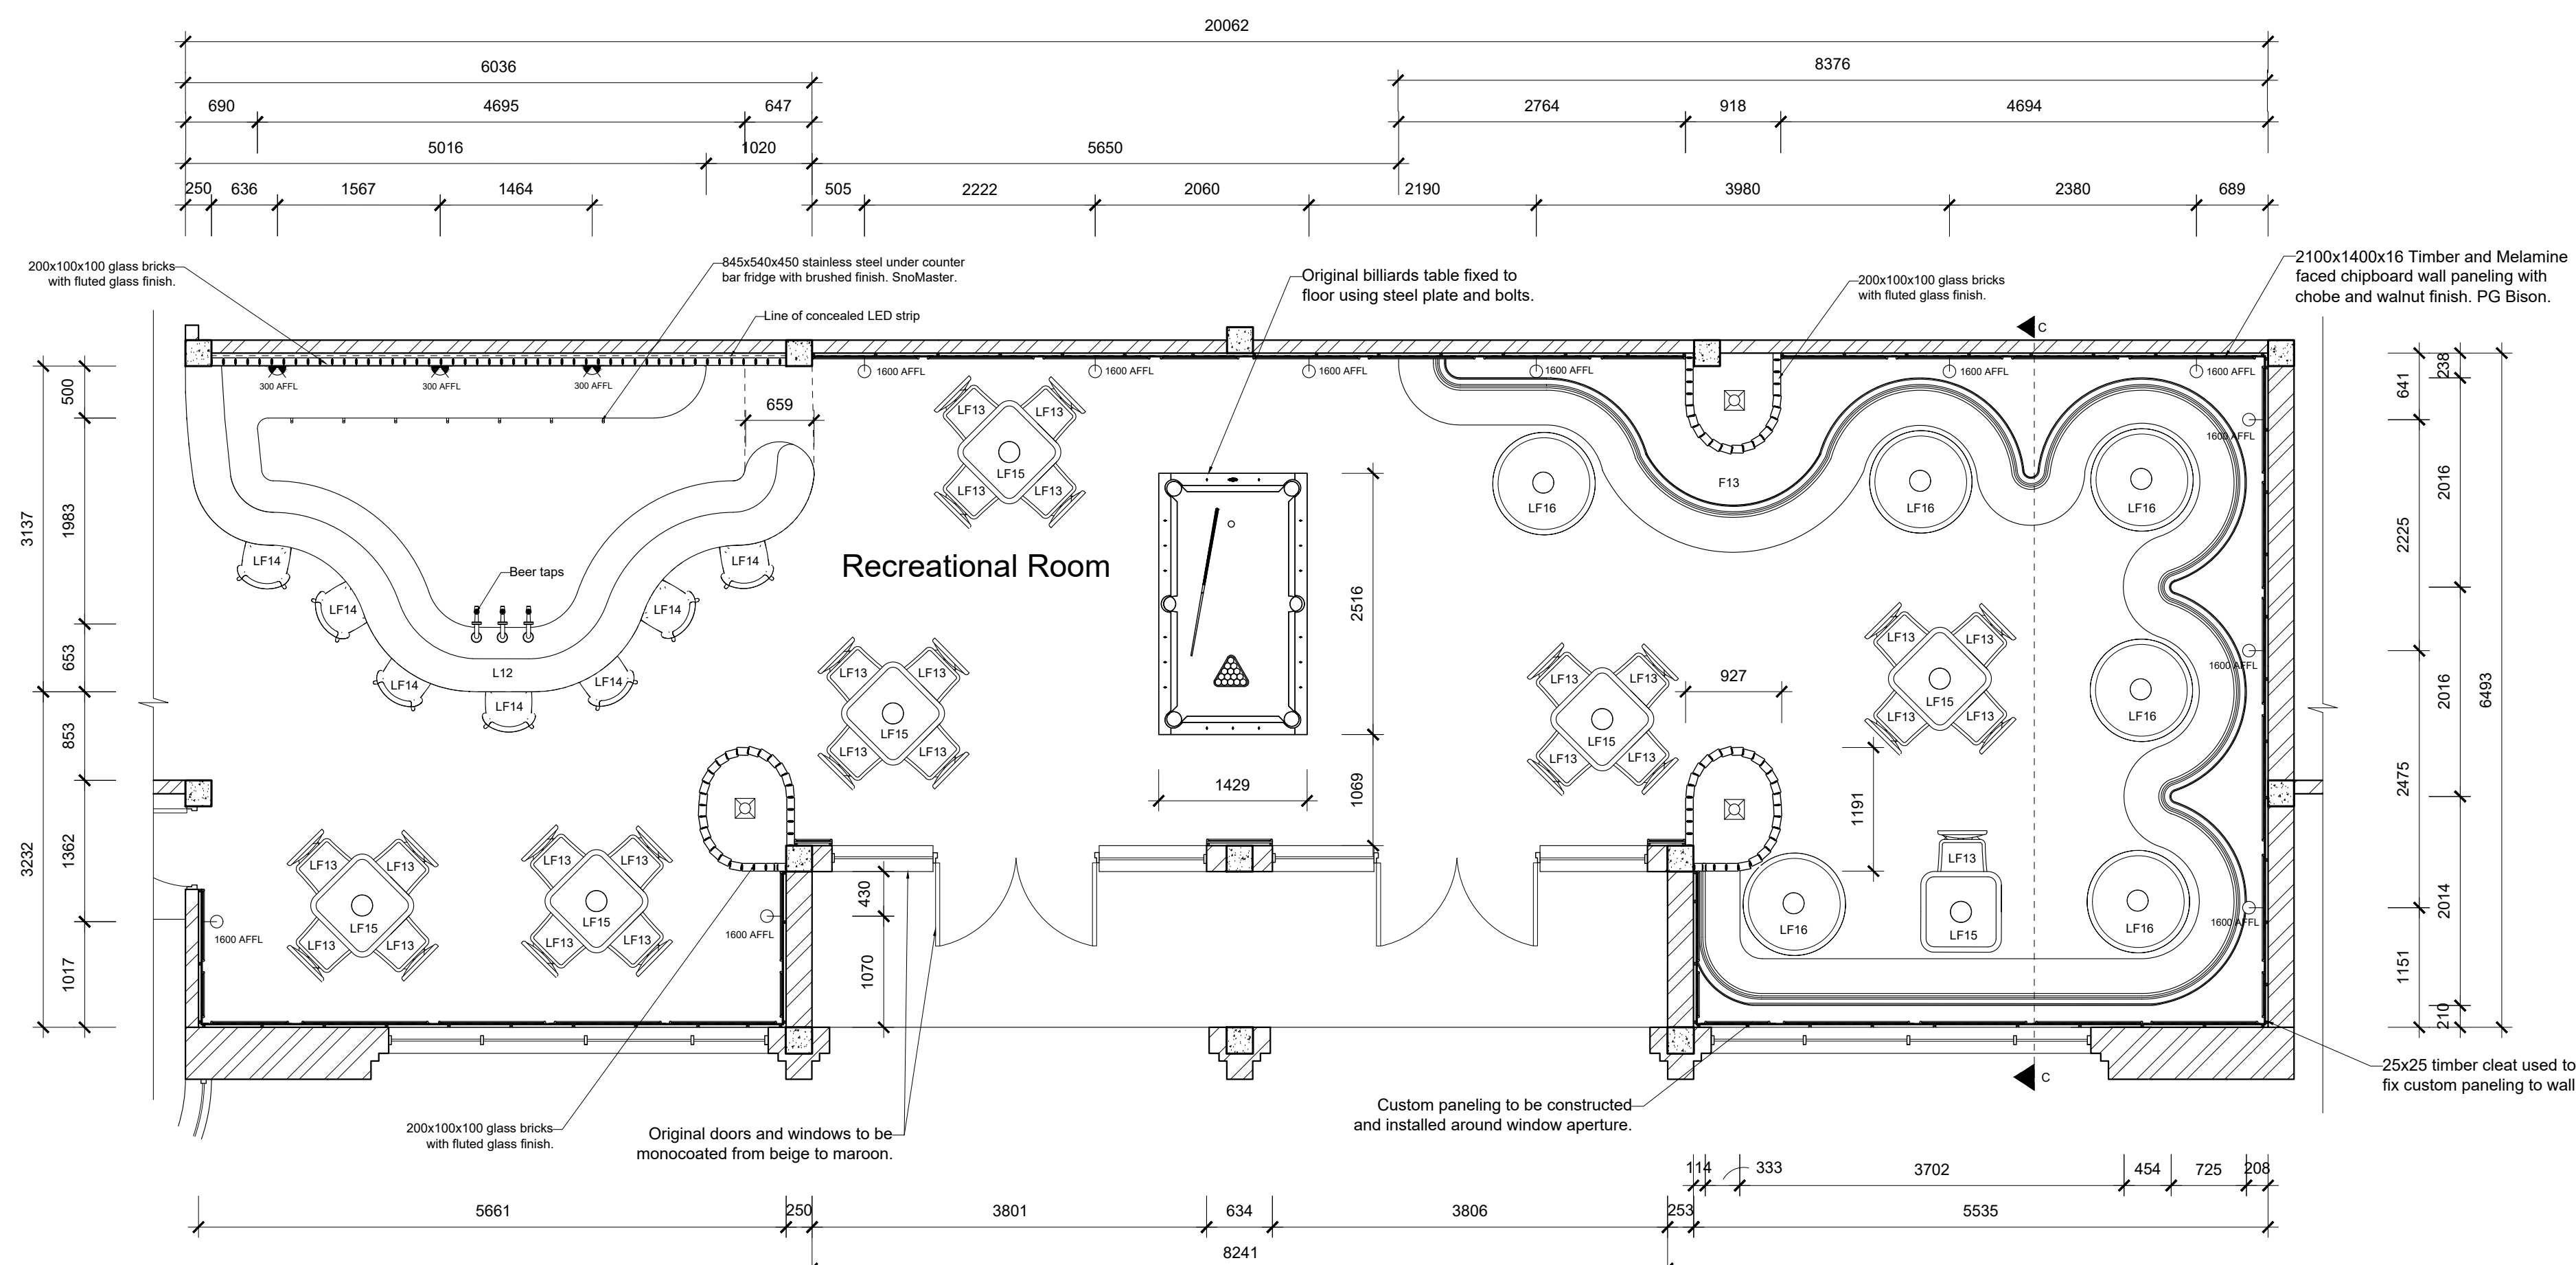 20062
6036
8376
690
4695
647
2764
918
4694
5016
1020
5650
250
636
1567
1464
505
2222
2060
2190
3980
2380
689
200x100x100 glass bricks
with fluted glass finish.
845x540x450 stainless steel under counter
bar fridge with brushed finish. SnoMaster.
Line of concealed LED strip
Original billiards table fixed to
floor using steel plate and bolts.
200x100x100 glass bricks
with fluted glass finish.
2100x1400x16 Timber and Melamine
faced chipboard wall paneling with
chobe and walnut finish. PG Bison.
C
300 AFFL
300 AFFL
300 AFFL
1600 AFFL
1600 AFFL
1600 AFFL
1600 AFFL
1600 AFFL
1600 AFFL
500
1983
3137
653
853
1362
3232
1017
659
LF13
LF13
LF15
LF13
LF13
LF16
F13
LF16
LF16
1600 AFFL
238
641
2016
2225
2016
6493
2475
2014
1151
210
Recreational Room
LF14
LF14
LF14
LF14
LF14
LF14
LF14
Beer taps
L12
2516
1069
1429
927
1191
LF13
LF13
LF15
LF13
LF13
LF13
LF13
LF15
LF13
LF13
LF13
LF13
LF15
LF13
LF13
1600 AFFL
LF16
LF13
LF13
LF15
LF13
LF13
LF13
LF13
LF15
LF13
LF13
1600 AFFL
1600 AFFL
430
1070
LF16
LF13
LF15
LF16
1600 AFFL
C
25x25 timber cleat used to
fix custom paneling to wall
Custom paneling to be constructed
and installed around window aperture.
200x100x100 glass bricks
with fluted glass finish.
Original doors and windows to be
monocoated from beige to maroon.
114
333
3702
454
725
208
5661
250
3801
634
3806
253
5535
8241